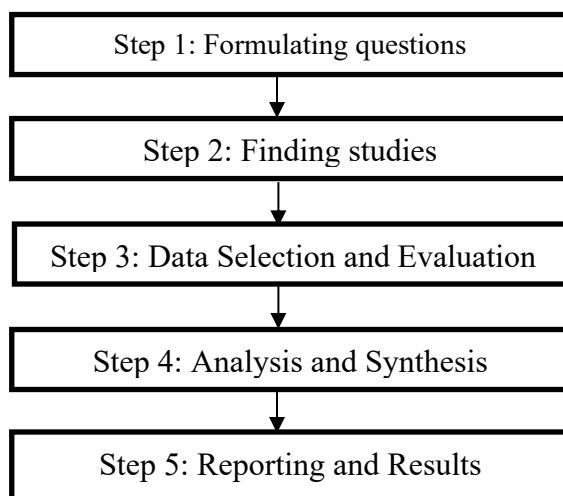 Step 1: Formulating questions
Step 2: Finding studies
Step 3: Data Selection and Evaluation
Step 4: Analysis and Synthesis
Step 5: Reporting and Results